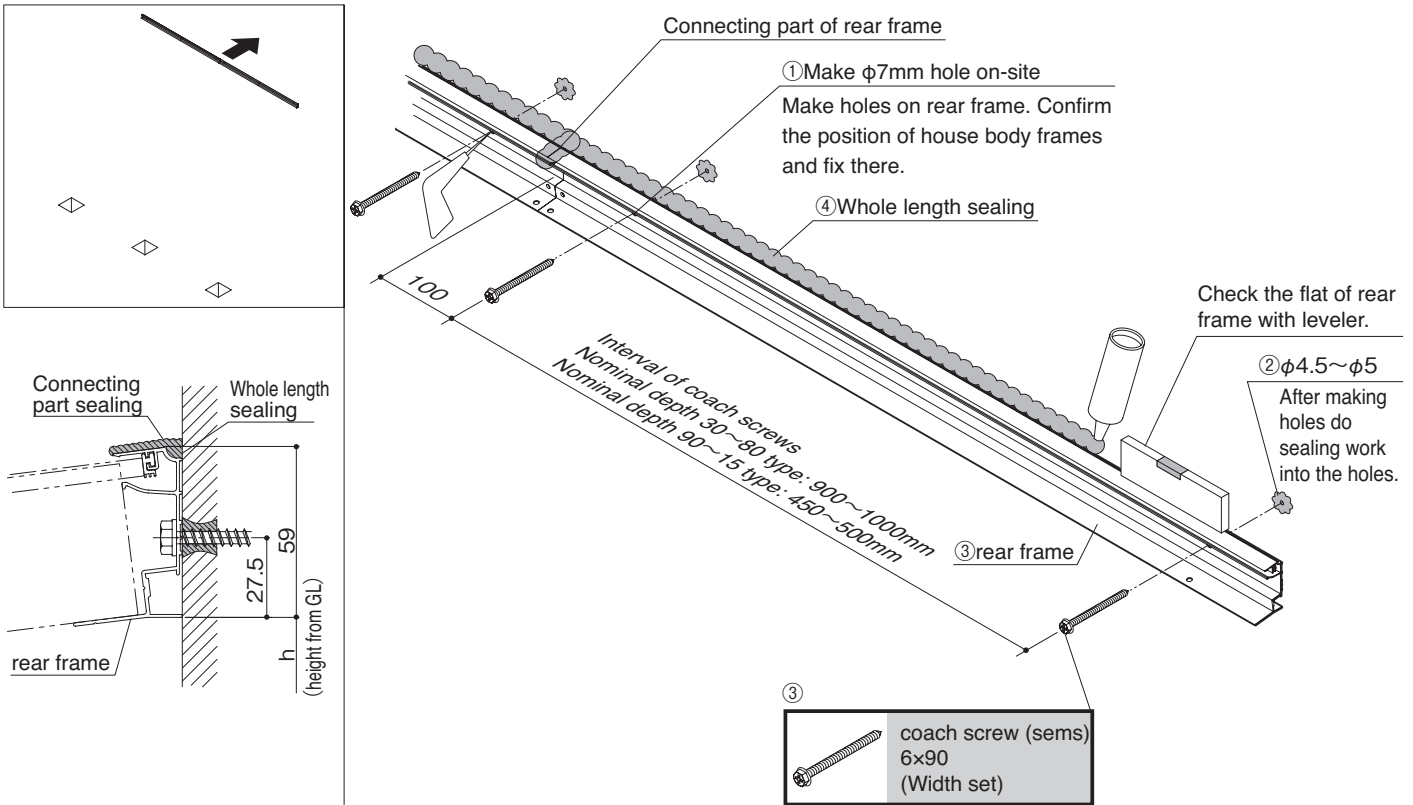 Connecting part of rear frame
①Make φ7mm hole on-site
Make holes on rear frame. Confirm
the position of house body frames
and fix there.
④Whole length sealing
Check the flat of rear
frame with leveler.
②φ4.5～φ5
After making
holes do
sealing work
into the holes.
100
Interval of coach screws
Nominal depth 30～80 type: 900～1000mm
Nominal depth 90～15 type: 450～500mm
③rear frame
Connecting
part sealing
Whole length
sealing
59
27.5
h
(height from GL)
rear frame
③
coach screw (sems)
6×90
(Width set)